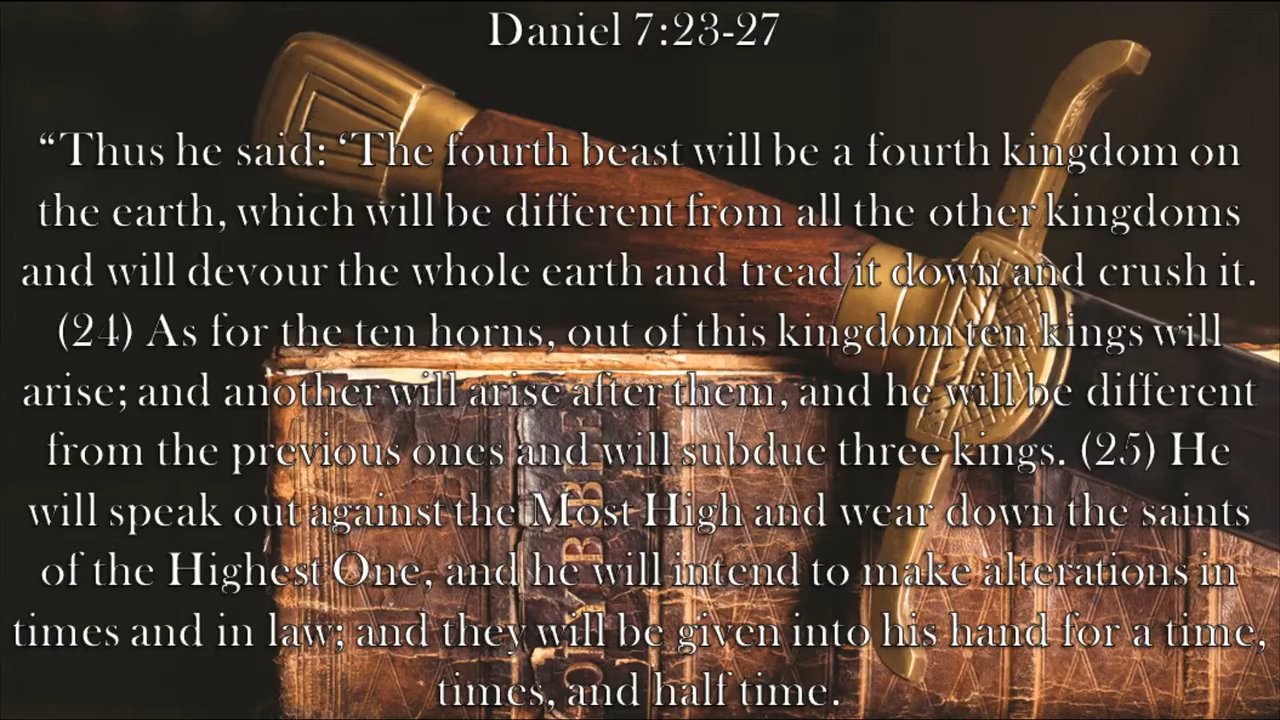 Daniel 7:23-27
“Thus he said: ‘The fourth beast will be a fourth kingdom on
the earth, which will be different from all the other kingdoms
and will devour the whole earth and tread it down and crush it.
(24) As for the ten horns, out of this kingdom ten kings will
arise; and another will arise after them, and he will be different
from the previous ones and will subdue three kings. (25) He
will speak out against the Most High and wear down the saints
of the Highest One, and he will intend to make alterations in
times and in law; and they will be given into his hand for a time,
times, and half time.